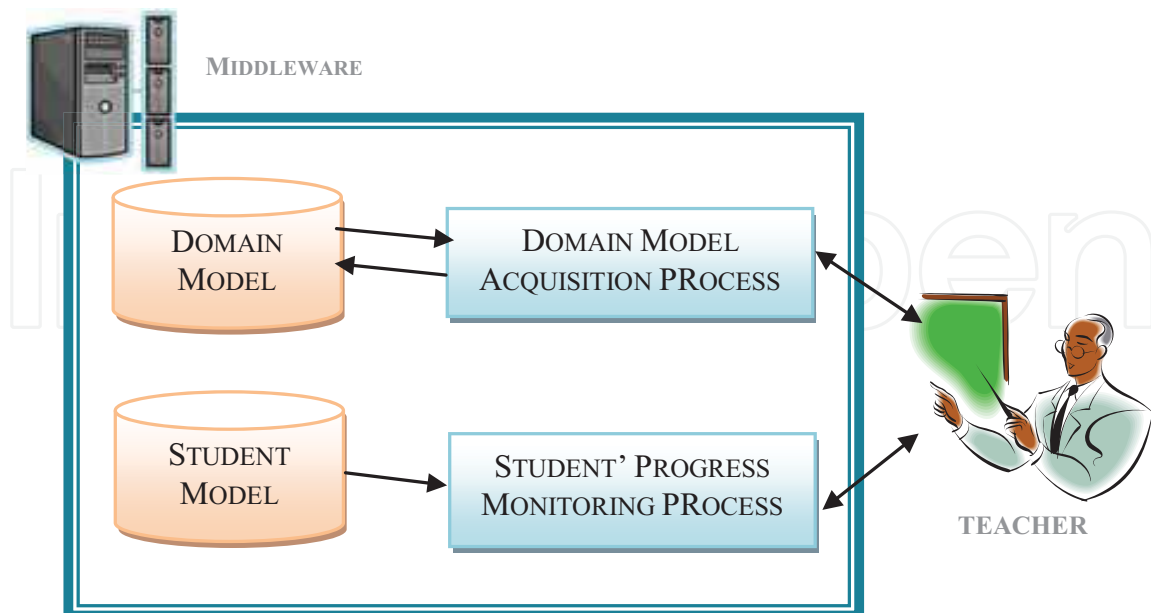 MIDDLEWARE
DOMAIN
MODEL
DOMAIN MODEL
ACQUISITION PROCESS
STUDENT
MODEL
STUDENT' PROGRESS
MONITORING PROCESS
TEACHER